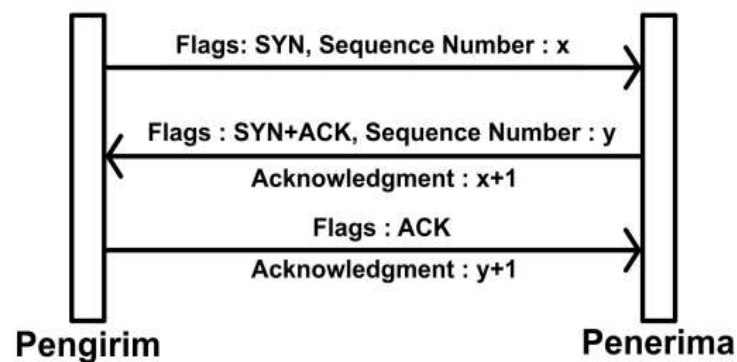 Flags: SYN, Sequence Number : x
Flags : SYN+ACK, Sequence Number : y
Acknowledgment : x+1
Flags : ACK
Acknowledgment : y+1
Pengirim
Penerima